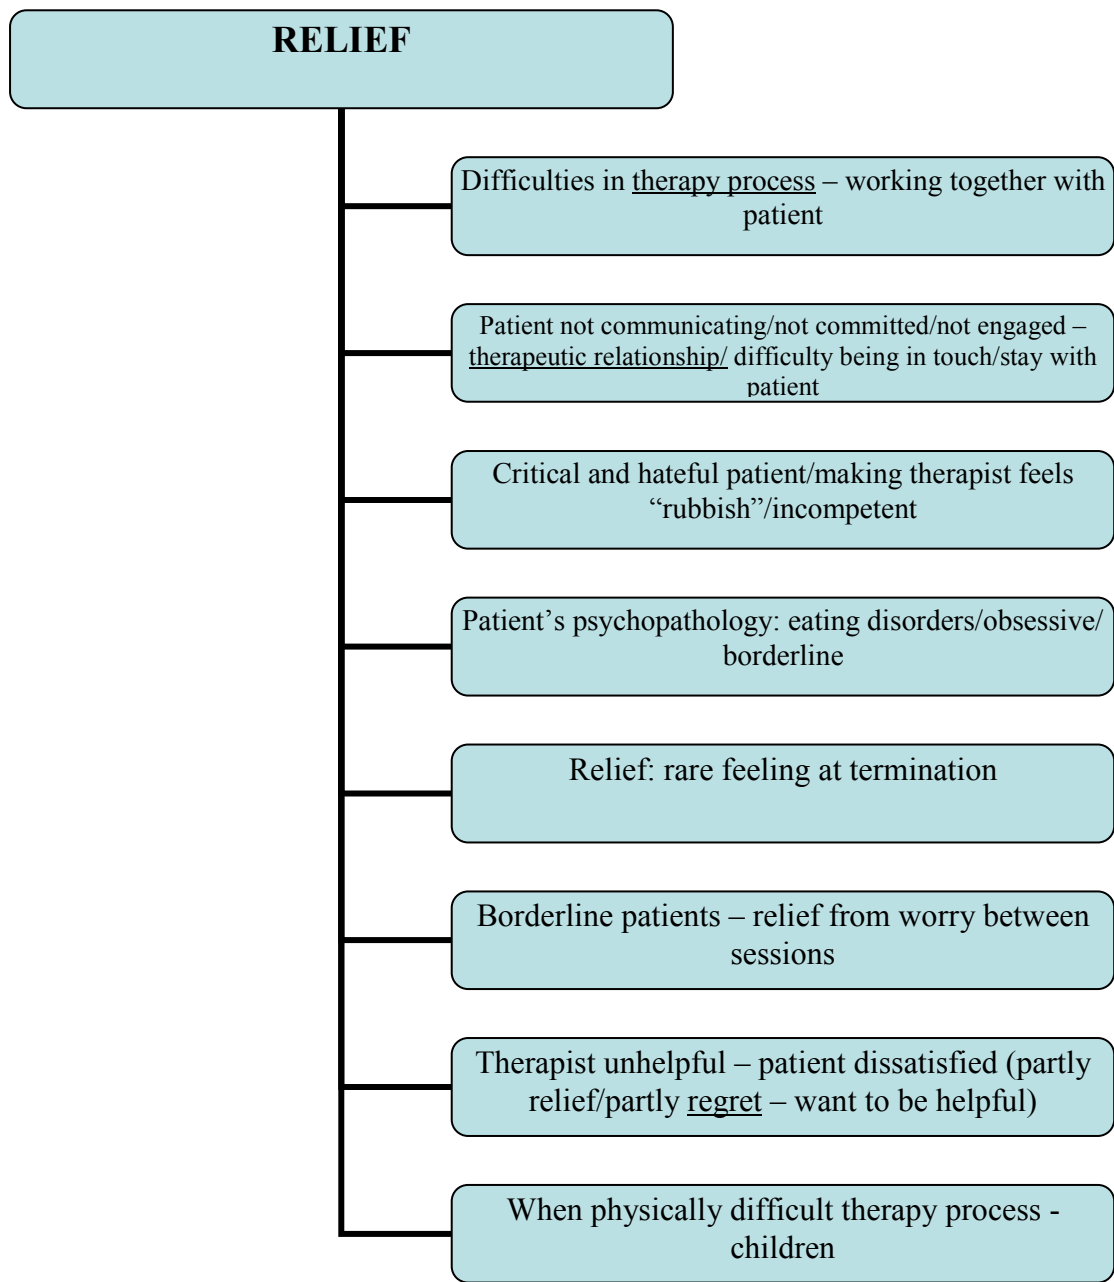 RELIEF
Difficulties in therapy process – working together with
patient
Patient not communicating/not committed/not engaged –
therapeutic relationship/ difficulty being in touch/stay with
patient
Critical and hateful patient/making therapist feels
“rubbish”/incompetent
Patient’s psychopathology: eating disorders/obsessive/
borderline
Relief: rare feeling at termination
Borderline patients – relief from worry between
sessions
Therapist unhelpful – patient dissatisfied (partly
relief/partly regret – want to be helpful)
When physically difficult therapy process -
children